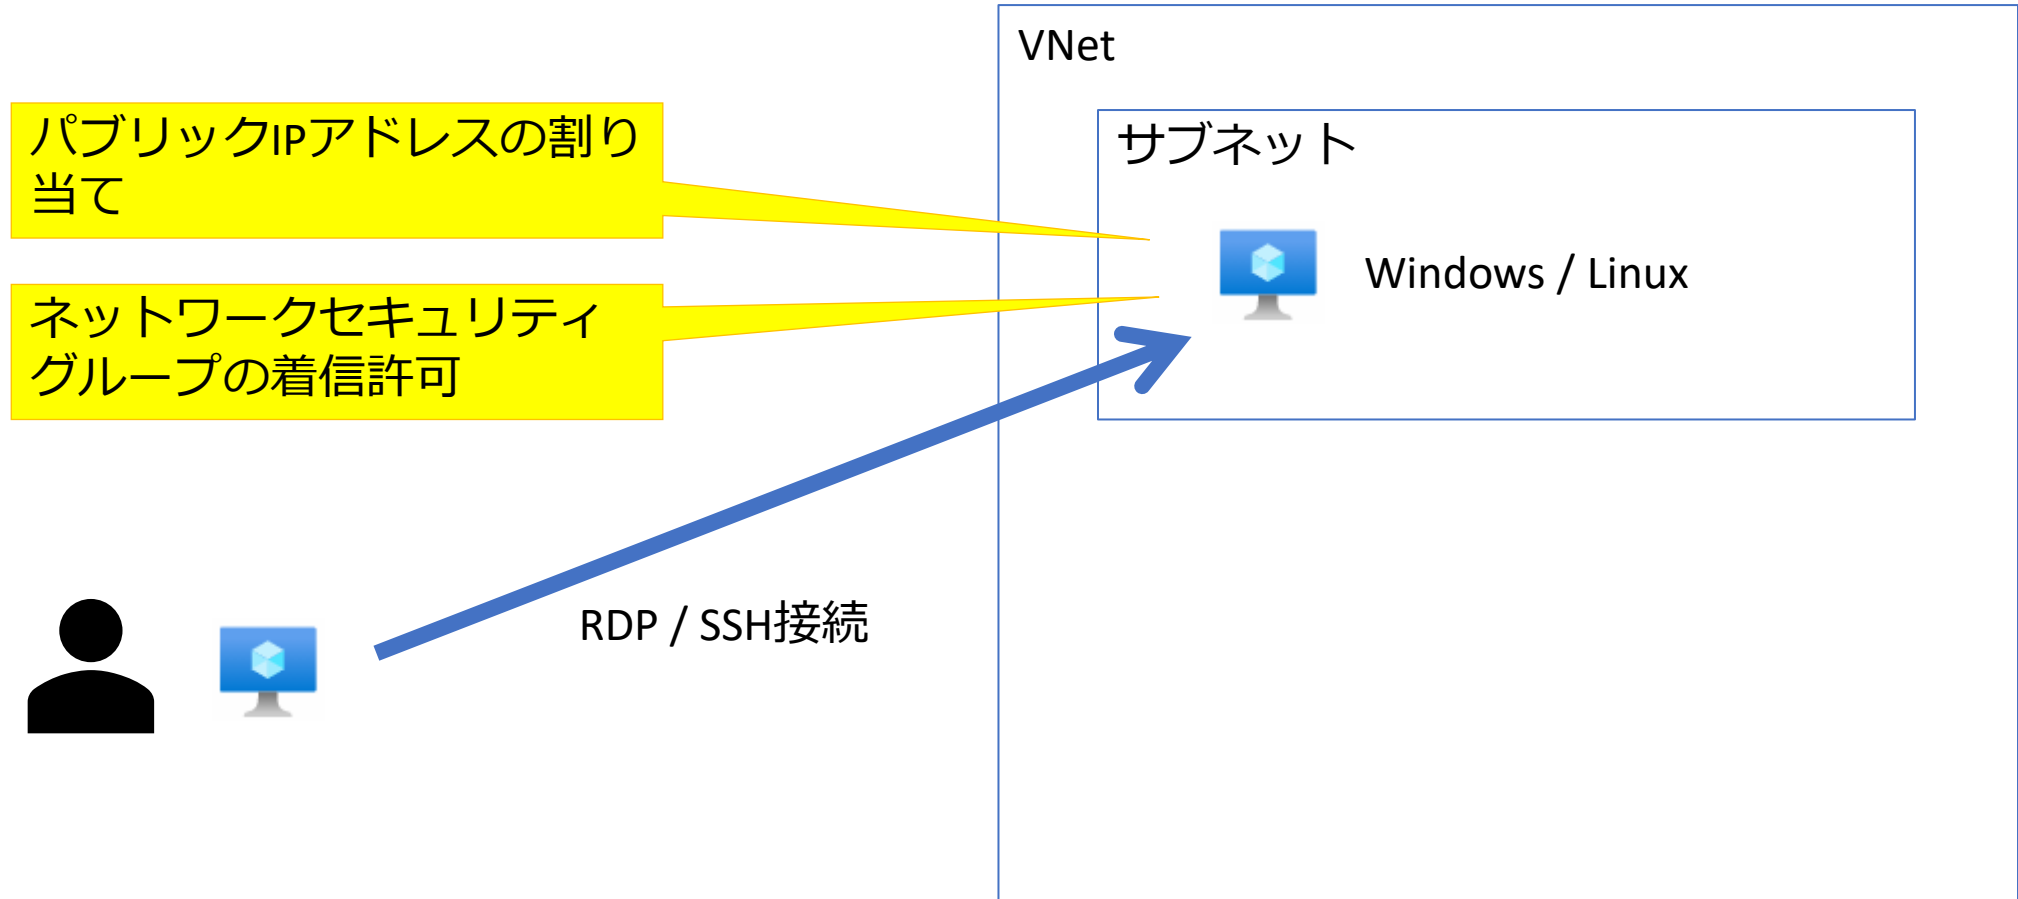 VNet
パブリックIPアドレスの割り
当て
サブネット
Windows / Linux
ネットワークセキュリティ
グループの着信許可
RDP / SSH接続